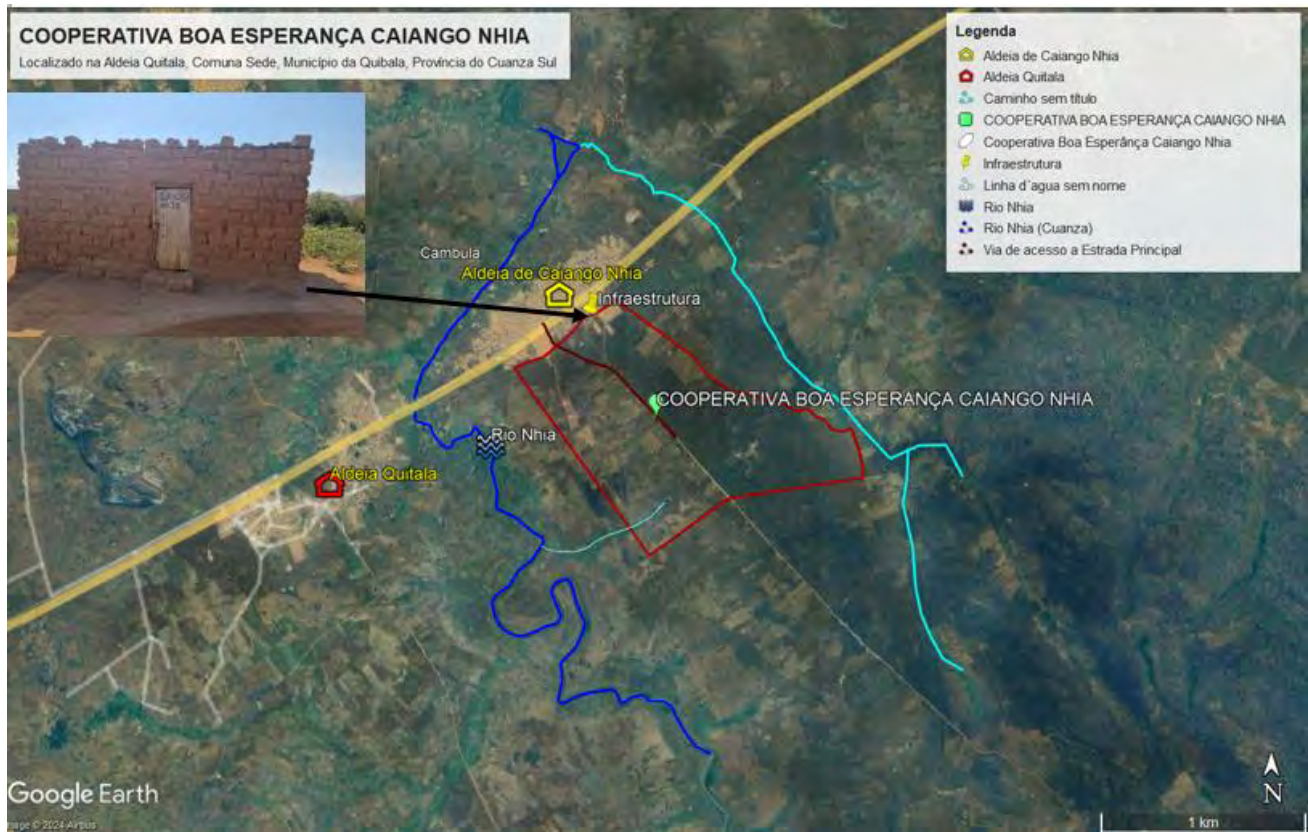 COOPERATIVA BOA ESPERANÇA CAIANGO NHIA
Localizado na Aldeia Quitala, Comuna Sede, Município da Quibala, Província do Cuanza Sul
Legenda
Aldeia de Caiango Nhia
Aldeia Quitala
Caminho sem título
COOPERATIVA BOA ESPERANÇA CAIANGO NHIA
Cooperativa Boa Esperânça Caiango Nhia
Infraestrutura
Linha d´agua sem nome
Rio Nhia
Rio Nhia (Cuanza)
Via de acesso a Estrada Principal
Cambula
Aldeia de Caiango Nhia
Infraestrutura
COOPERATIVA BOA ESPERANÇA CAIANGO NHIA
Rio Nhia
Aldeia Quitala
Google Earth
© 2024 Airbus
N
1 km